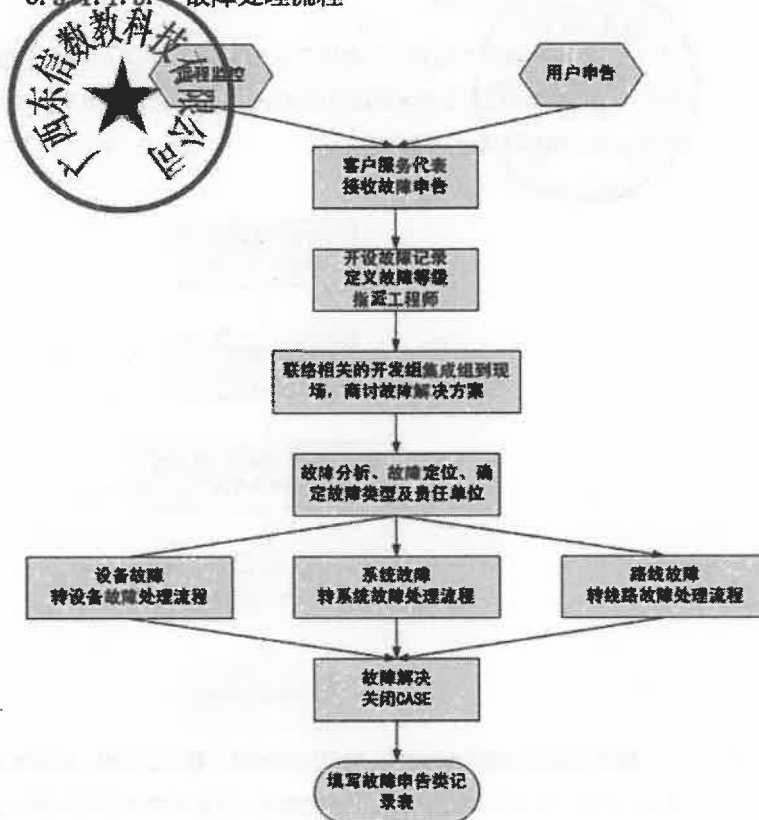 故障处理流程
广西东信数教科技有限公司
远程监控
用户申告
客户服务代表
接收故障申告
开设故障记录
定义故障等级
指派工程师
联络相关的开发组集成组到现
场，商讨故障解决方案
故障分析、故障定位、确
定故障类型及责任单位
设备故障
转设备故障处理流程
系统故障
转系统故障处理流程
路线故障
转线路故障处理流程
故障解决
关闭CASE
填写故障申告类记
录表